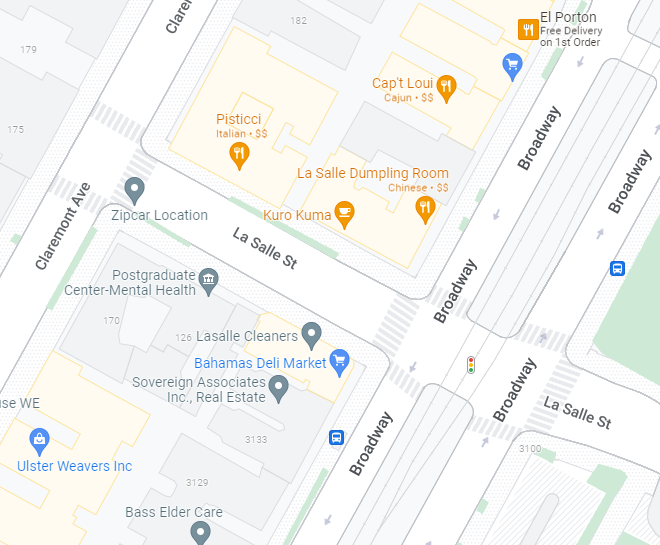 Claremont
182
El Porton
Free Delivery
on 1st Order
179
Cap't Loui
Cajun • $$
Broadway
Pisticci
Italian • $$
175
La Salle Dumpling Room
Chinese • $$
Broadway
Zipcar Location
Kuro Kuma
Claremont Ave
La Salle St
Postgraduate
Center-Mental Health
Broadway
170
126
Lasalle Cleaners
Bahamas Deli Market
Sovereign Associates
Inc., Real Estate
Broadway
La Salle St
use WE
3133
Broadway
3100
Ulster Weavers Inc
3129
Bass Elder Care